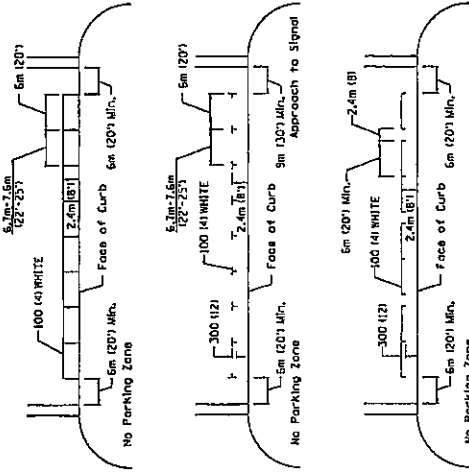 6.7m-7.6m
(22'-25')
6m (20')
100 (4) WHITE
2.4m (8')
Face of Curb
6m (20') Min.
6m (20') Min.
No Parking Zone
6.7m-7.6m
(22'-25')
6m (20')
100 (4) WHITE
300 (12)
2.4m (8')
Face of Curb
6m (20') Min.
9m (30') Min.
Approach to Signal
No Parking Zone
6m (20') Min.
2.4m (8)
100 (4) WHITE
300 (12)
2.4m (8')
Face of Curb
6m (20') Min.
6m (20') Min.
No Parking Zone